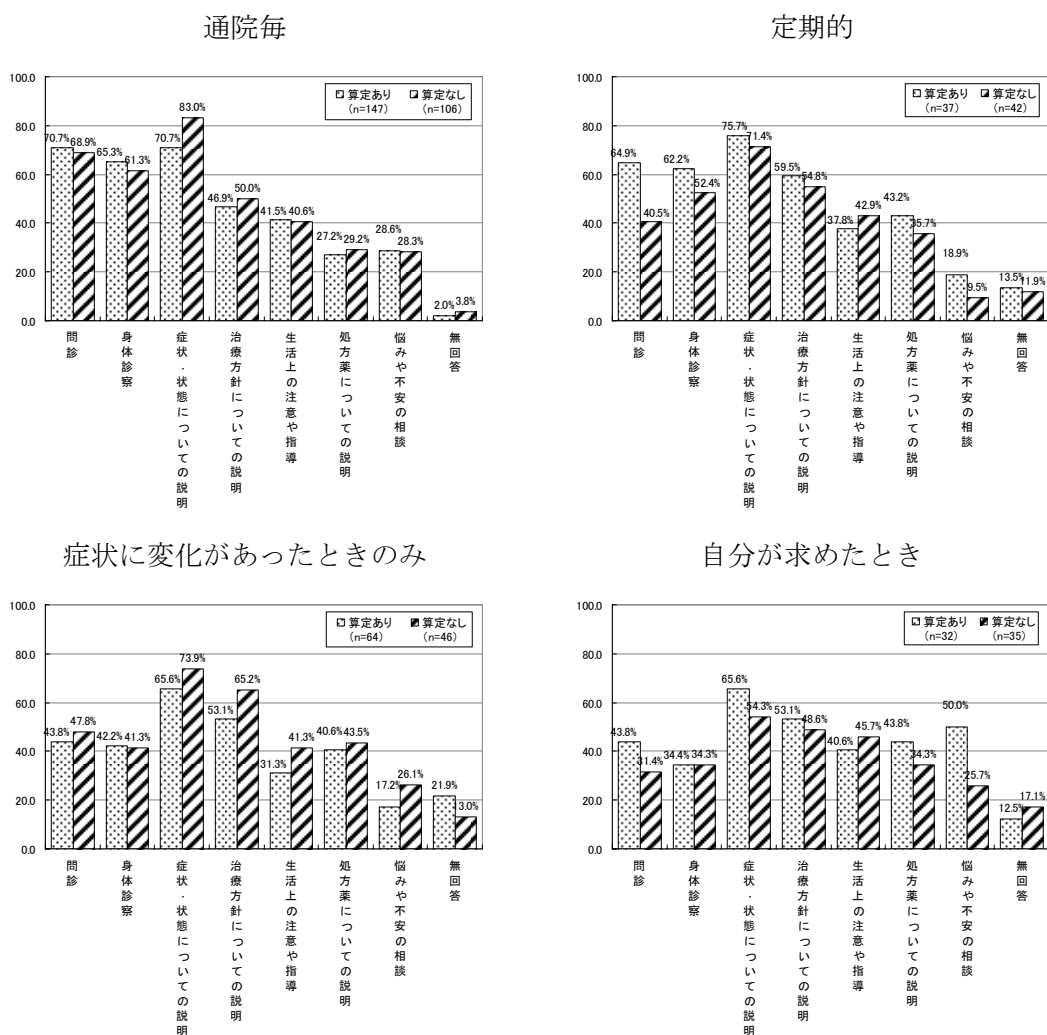 通院毎
100.0
80.0
60.0
40.0
20.0
0.0
算定あり 算定なし
(n=147) (n=106)
70.7% 68.9% 65.3% 61.3% 70.7% 83.0% 46.9% 50.0% 41.5% 40.6% 27.2% 29.2% 28.6% 28.3% 2.0% 3.8%
問診
身体診察
症状・状態についての説明
治療方針についての説明
生活上の注意や指導
処方薬についての説明
悩みや不安の相談
無回答
定期的
100.0
80.0
60.0
40.0
20.0
0.0
算定あり 算定なし
(n=37) (n=42)
64.9% 40.5% 62.2% 52.4% 75.7% 71.4% 59.5% 54.8% 37.8% 42.9% 43.2% 35.7% 18.9% 9.5% 13.5% 11.9%
問診
身体診察
症状・状態についての説明
治療方針についての説明
生活上の注意や指導
処方薬についての説明
悩みや不安の相談
無回答
症状に変化があったときのみ
100.0
80.0
60.0
40.0
20.0
0.0
算定あり 算定なし
(n=64) (n=46)
43.8% 47.8% 42.2% 41.3% 65.6% 73.9% 53.1% 65.2% 31.3% 41.3% 40.6% 43.5% 17.2% 26.1% 21.9% 13.0%
問診
身体診察
症状・状態についての説明
治療方針についての説明
生活上の注意や指導
処方薬についての説明
悩みや不安の相談
無回答
自分が求めたとき
100.0
80.0
60.0
40.0
20.0
0.0
算定あり 算定なし
(n=32) (n=35)
43.8% 31.4% 34.4% 34.3% 65.6% 54.3% 53.1% 48.6% 40.6% 45.7% 43.8% 34.3% 50.0% 25.7% 12.5% 17.1%
問診
身体診察
症状・状態についての説明
治療方針についての説明
生活上の注意や指導
処方薬についての説明
悩みや不安の相談
無回答